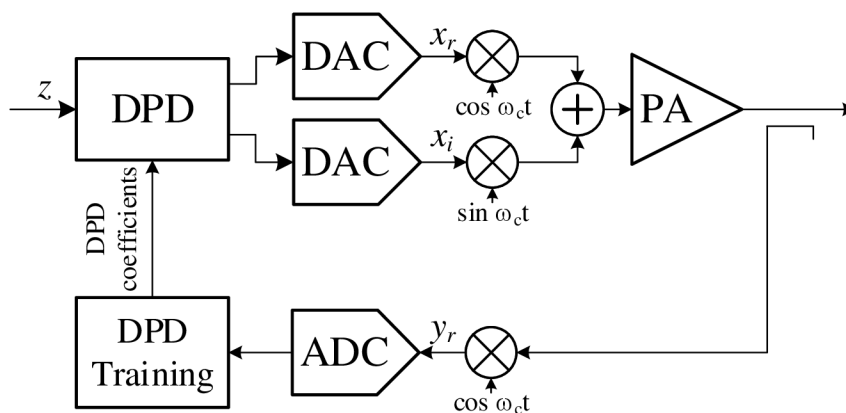 z
DPD
DAC
x_r
cos ω_c t
DAC
x_i
sin ω_c t
+
PA
DPD
coefficients
DPD
Training
ADC
y_r
cos ω_c t